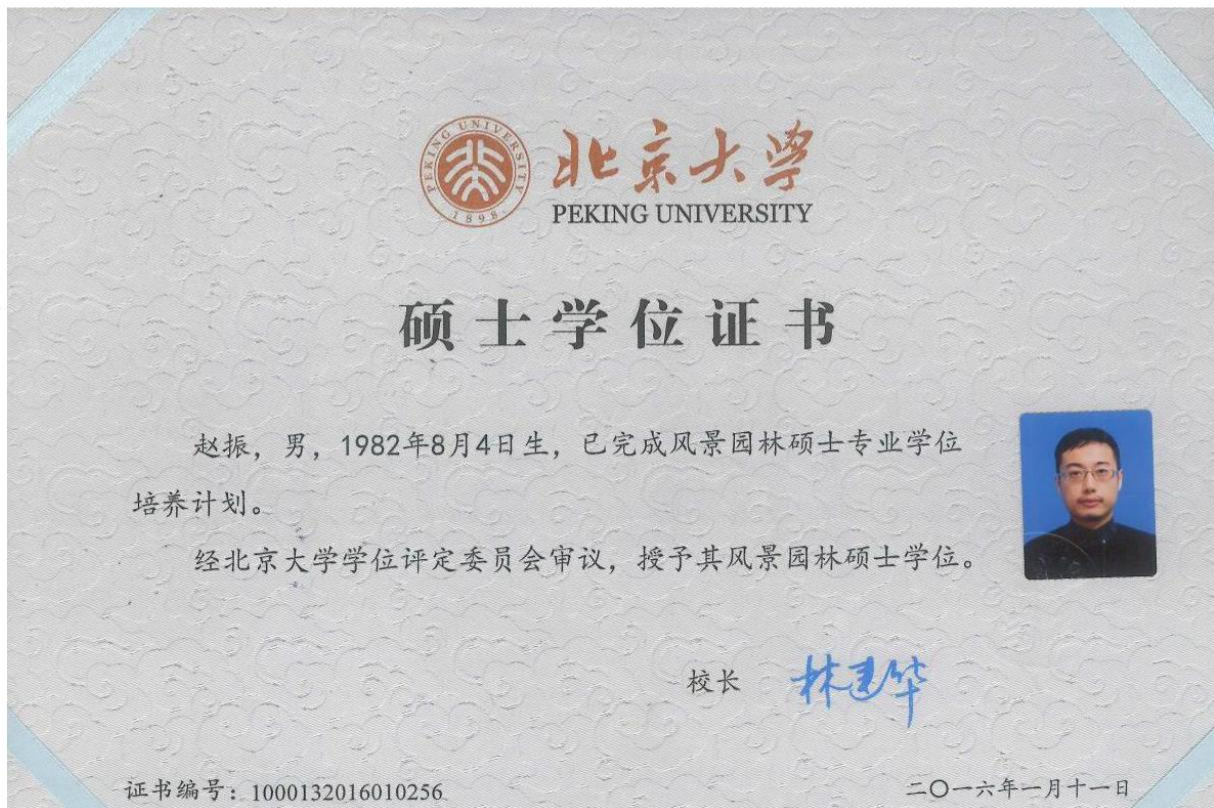 PEKING UNIVERSITY
1898
北京大学
PEKING UNIVERSITY
硕士学位证书
赵振，男，1982年8月4日生，已完成风景园林硕士专业学位
培养计划。
经北京大学学位评定委员会审议，授予其风景园林硕士学位。
校长 林建华
证书编号：1000132016010256
二〇一六年一月十一日